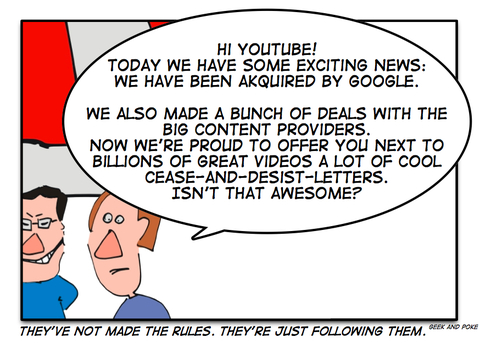 HI YOUTUBE!
TODAY WE HAVE SOME EXCITING NEWS:
WE HAVE BEEN AKQUIRED BY GOOGLE.
WE ALSO MADE A BUNCH OF DEALS WITH THE
BIG CONTENT PROVIDERS.
NOW WE'RE PROUD TO OFFER YOU NEXT TO
BILLIONS OF GREAT VIDEOS A LOT OF COOL
CEASE-AND-DESIST-LETTERS.
ISN'T THAT AWESOME?
THEY'VE NOT MADE THE RULES. THEY'RE JUST FOLLOWING THEM.
GEEK AND POKE